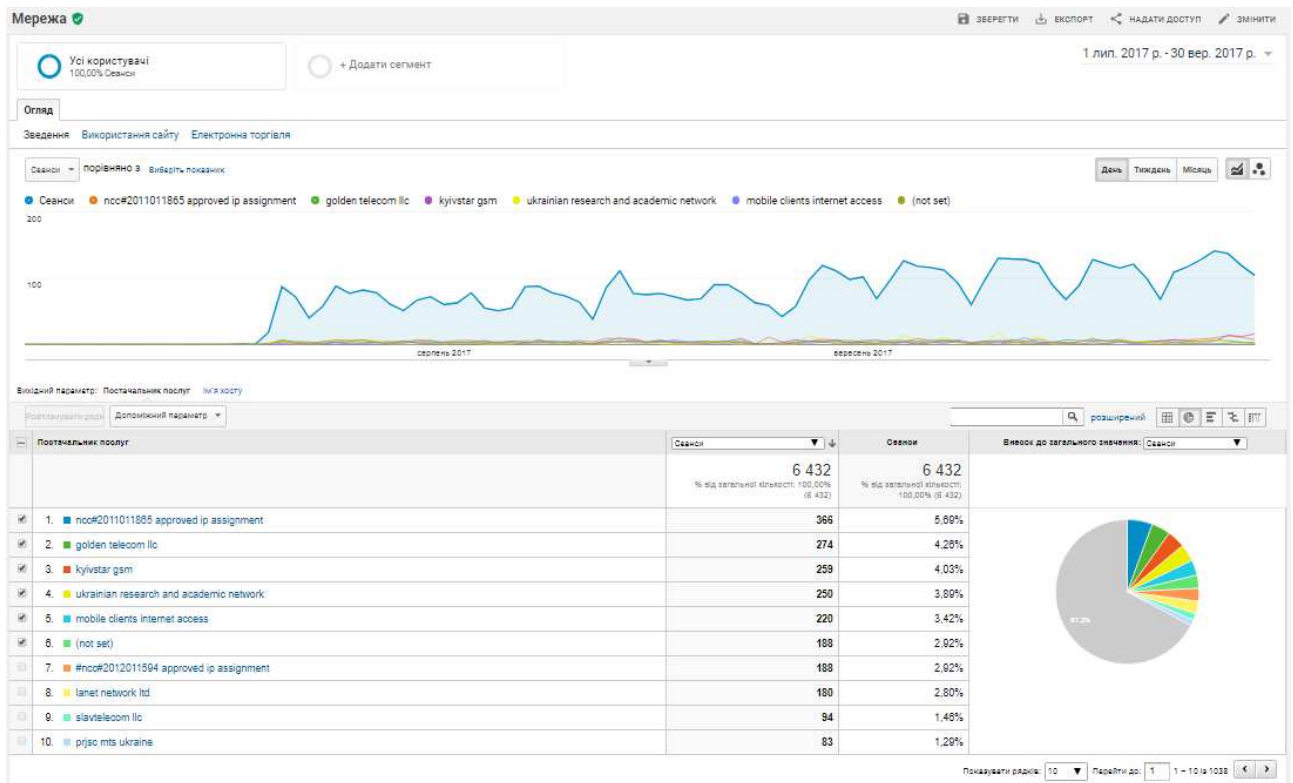 Мережа
ЗБЕРЕГТИ ЕКСПОРТ НАДАТИ ДОСТУП ЗМІНИТИ
Усі користувачі
100,00% Сеанси
+ Додати сегмент
1 лип. 2017 р. - 30 вер. 2017 р.
Огляд
Зведення Використання сайту Електронна торгівля
Сеанси порівняно з Виберіть показник
День Тиждень Місяць
Сеанси ncc#2011011865 approved ip assignment golden telecom llc kyivstar gsm ukrainian research and academic network mobile clients internet access (not set)
200
100
серпень 2017 вересень 2017
Вихідний параметр: Постачальник послуг Ім'я хосту
Допоміжний параметр
розширений
Постачальник послуг Сеанси Сеанси Внесок до загального значення: Сеанси
6 432 6 432
% від загальної кількості: 100,00% (6 432)
% від загальної кількості: 100,00% (6 432)
1. ncc#2011011865 approved ip assignment 366 5,69%
2. golden telecom llc 274 4,26%
3. kyivstar gsm 259 4,03%
4. ukrainian research and academic network 250 3,89%
5. mobile clients internet access 220 3,42%
6. (not set) 188 2,92%
7. #ncc#2012011594 approved ip assignment 188 2,92%
8. lanet network ltd 180 2,80%
9. slavtelecom llc 94 1,46%
10. prjsc mts ukraine 83 1,29%
Показувати рядків: 10 Перейти до: 1 1 – 10 із 1038